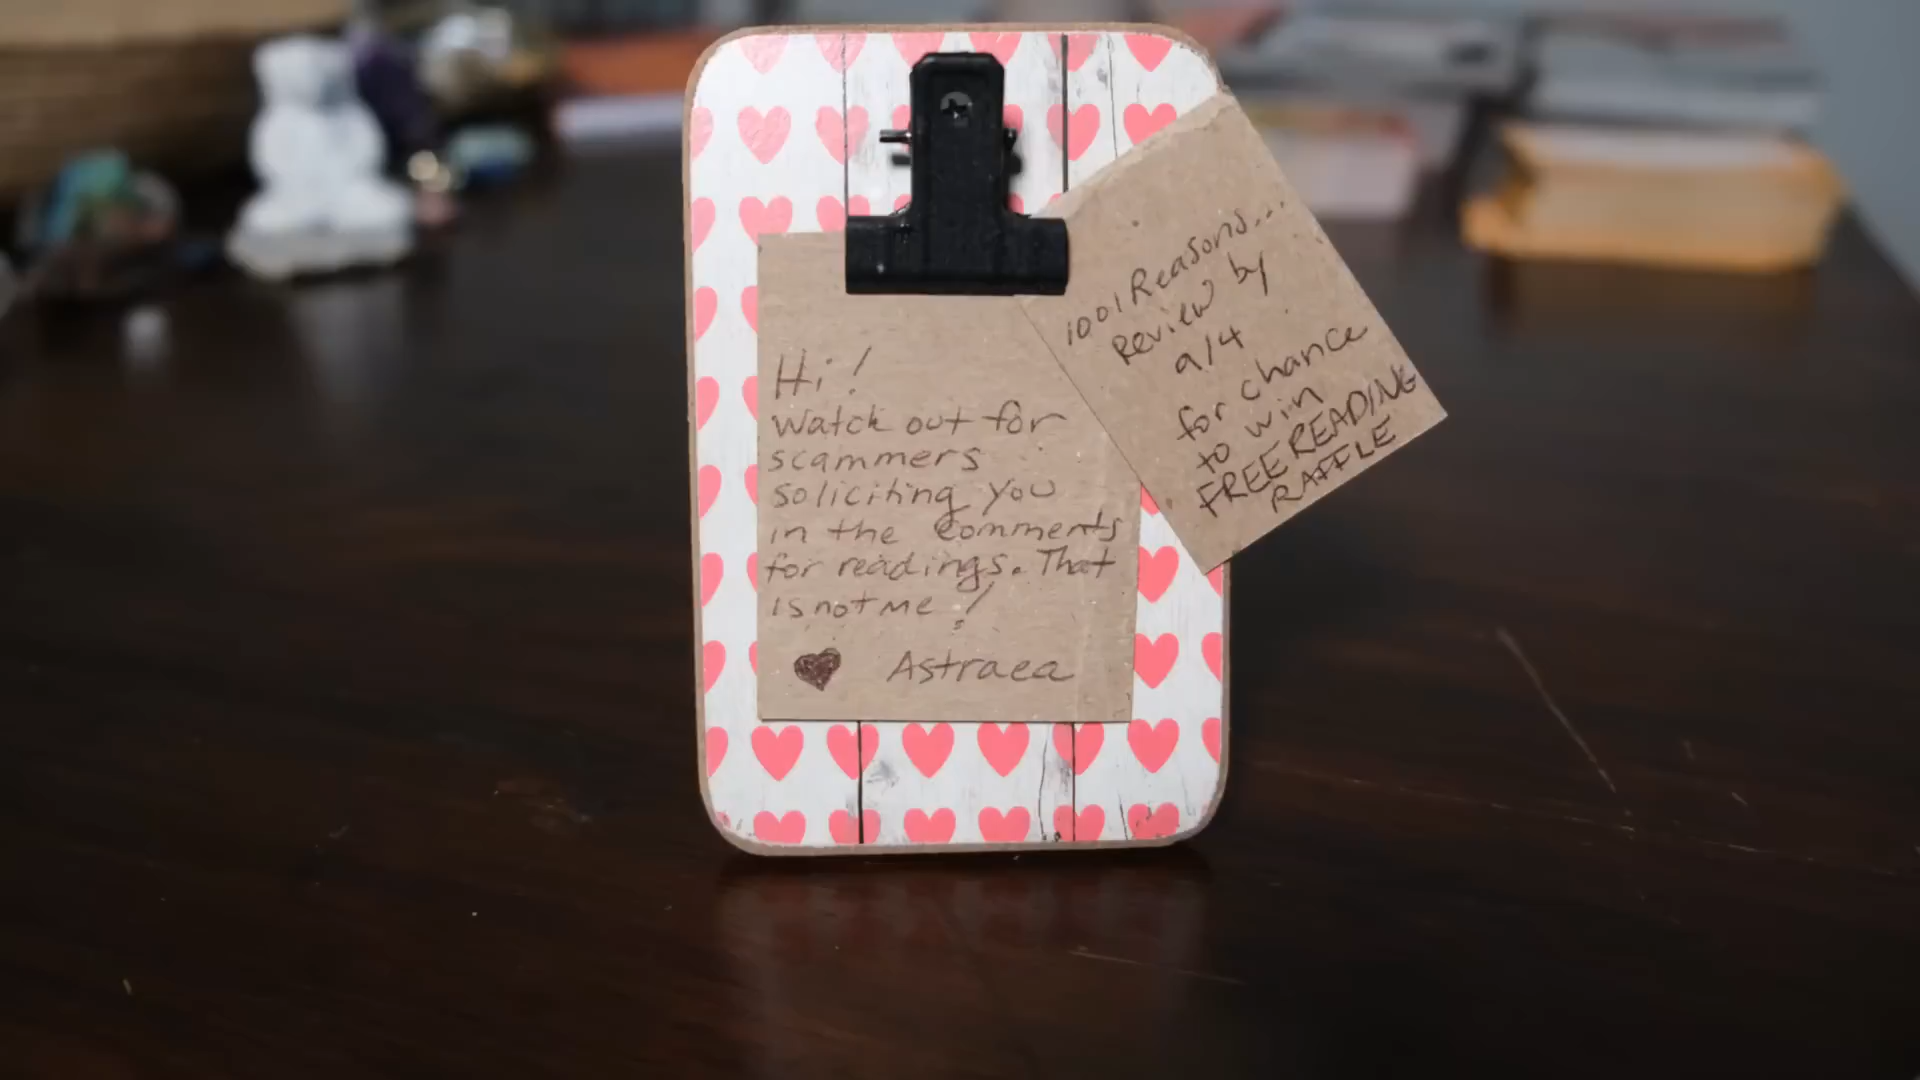 Hi!
Watch out for
scammers
soliciting you
in the comments
for readings. That
is not me!
Astraea
1001 Reasons...
Review by
9/4
for chance
to win
FREE READING
RAFFLE